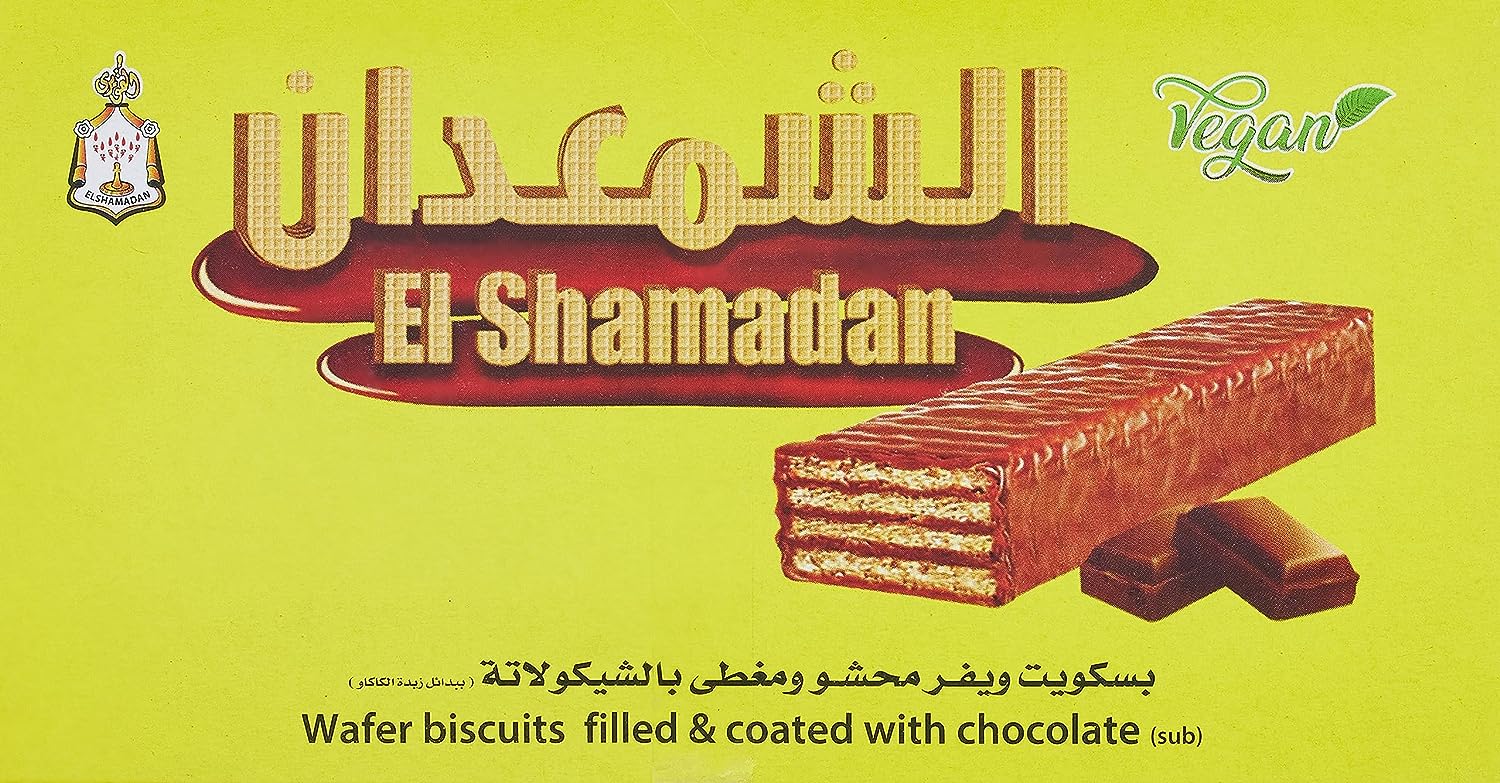 الشمعدان
El Shamadan
ELSHAMADAN
Vegan
بسكويت ويفر محشو ومغطى بالشيكولاتة (ببدائل زبدة الكاكاو)
Wafer biscuits filled & coated with chocolate (sub)